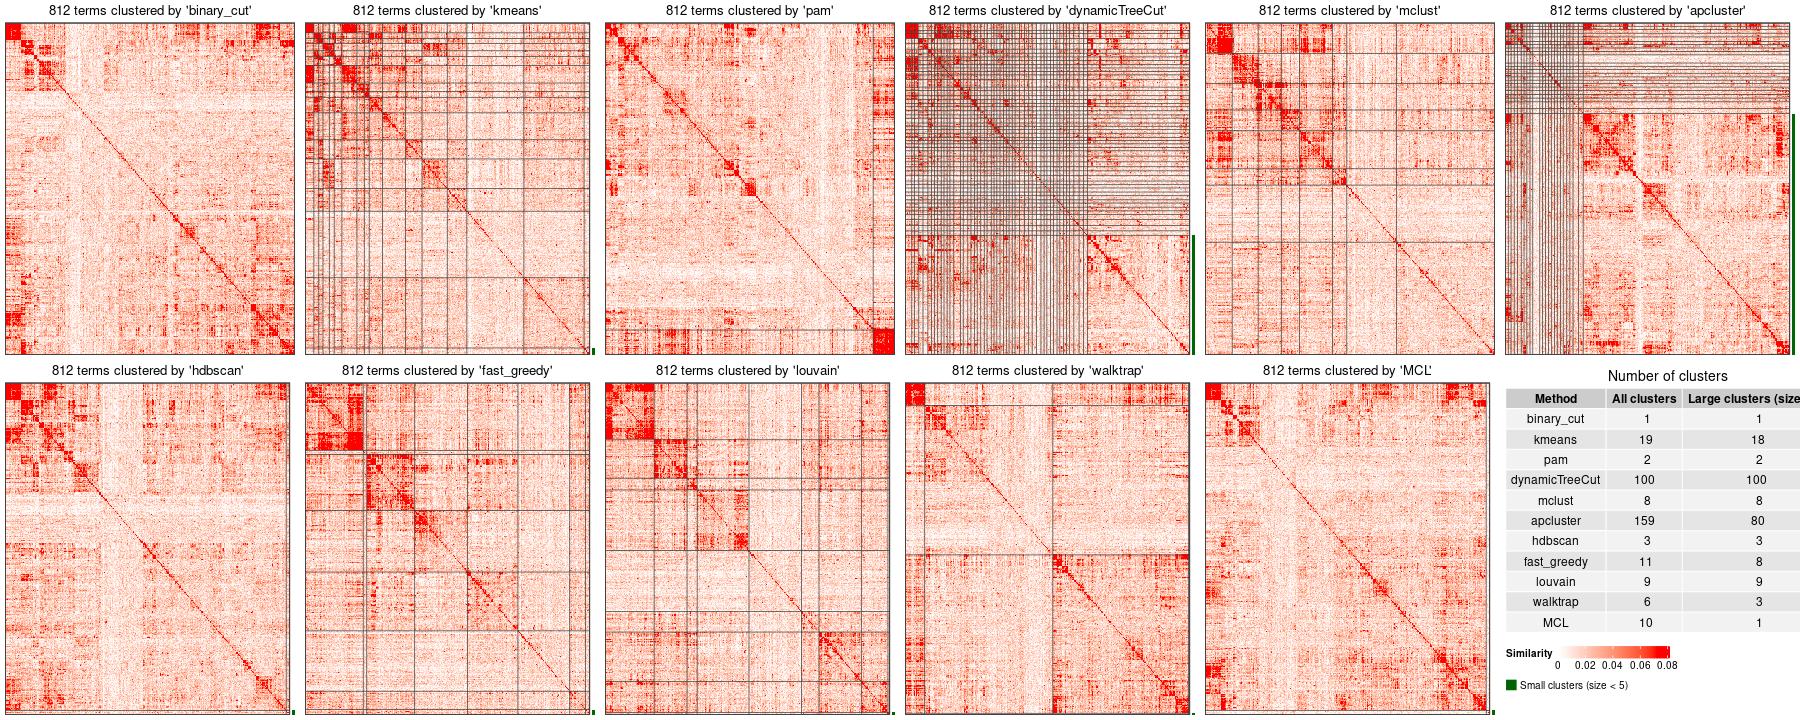 812 terms clustered by 'binary_cut'
812 terms clustered by 'kmeans'
812 terms clustered by 'pam'
812 terms clustered by 'dynamicTreeCut'
812 terms clustered by 'mclust'
812 terms clustered by 'apcluster'
812 terms clustered by 'hdbscan'
812 terms clustered by 'fast_greedy'
812 terms clustered by 'louvain'
812 terms clustered by 'walktrap'
812 terms clustered by 'MCL'
Number of clusters
Method All clusters Large clusters (size
binary_cut 1 1
kmeans 19 18
pam 2 2
dynamicTreeCut 100 100
mclust 8 8
apcluster 159 80
hdbscan 3 3
fast_greedy 11 8
louvain 9 9
walktrap 6 3
MCL 10 1
Similarity
0 0.02 0.04 0.06 0.08
Small clusters (size < 5)